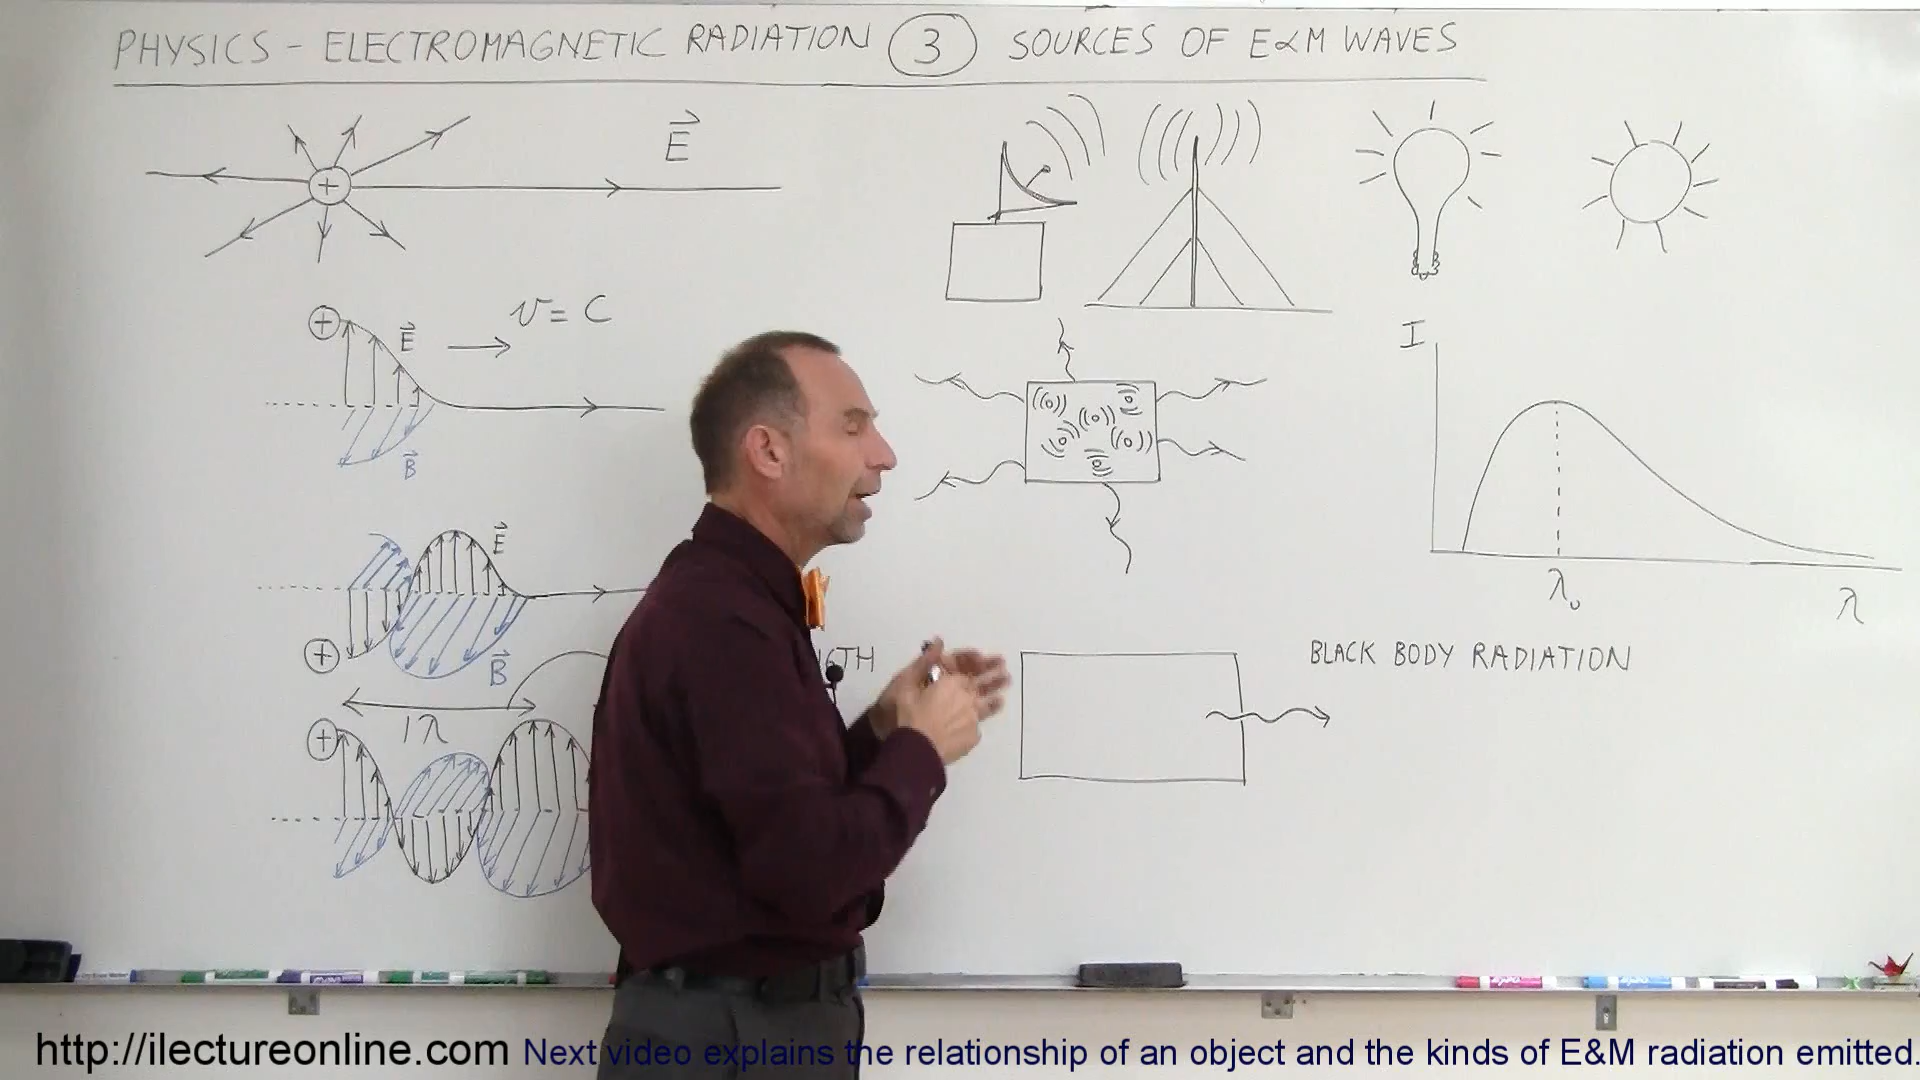 PHYSICS - ELECTROMAGNETIC RADIATION 3 SOURCES OF E&M WAVES
+
E
+
E
v = C
B
E
+
B
1λ
+
I
λ₀
λ
BLACK BODY RADIATION
http://ilectureonline.com Next video explains the relationship of an object and the kinds of E&M radiation emitted.